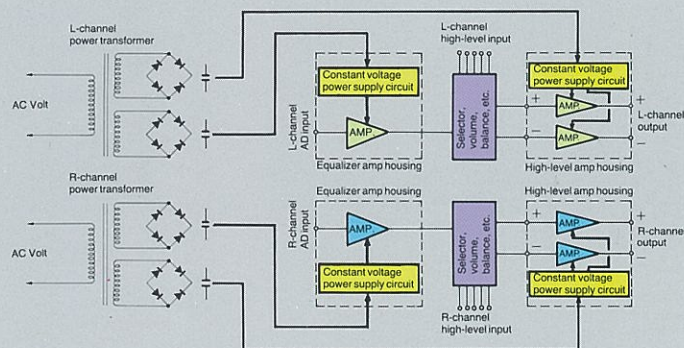 L-channel
power transformer
AC Volt
Constant voltage
power supply circuit
L-channel
AD input
AMP.
Equalizer amp housing
L-channel
high-level input
Selector,
volume,
balance, etc.
Constant voltage
power supply circuit
+
AMP.
+
−
AMP.
−
L-channel
output
High-level amp housing
R-channel
power transformer
AC Volt
Equalizer amp housing
R-channel
AD input
AMP.
Constant voltage
power supply circuit
Selector,
volume,
balance, etc.
R-channel
high-level input
High-level amp housing
+
AMP.
+
−
AMP.
−
R-channel
output
Constant voltage
power supply circuit